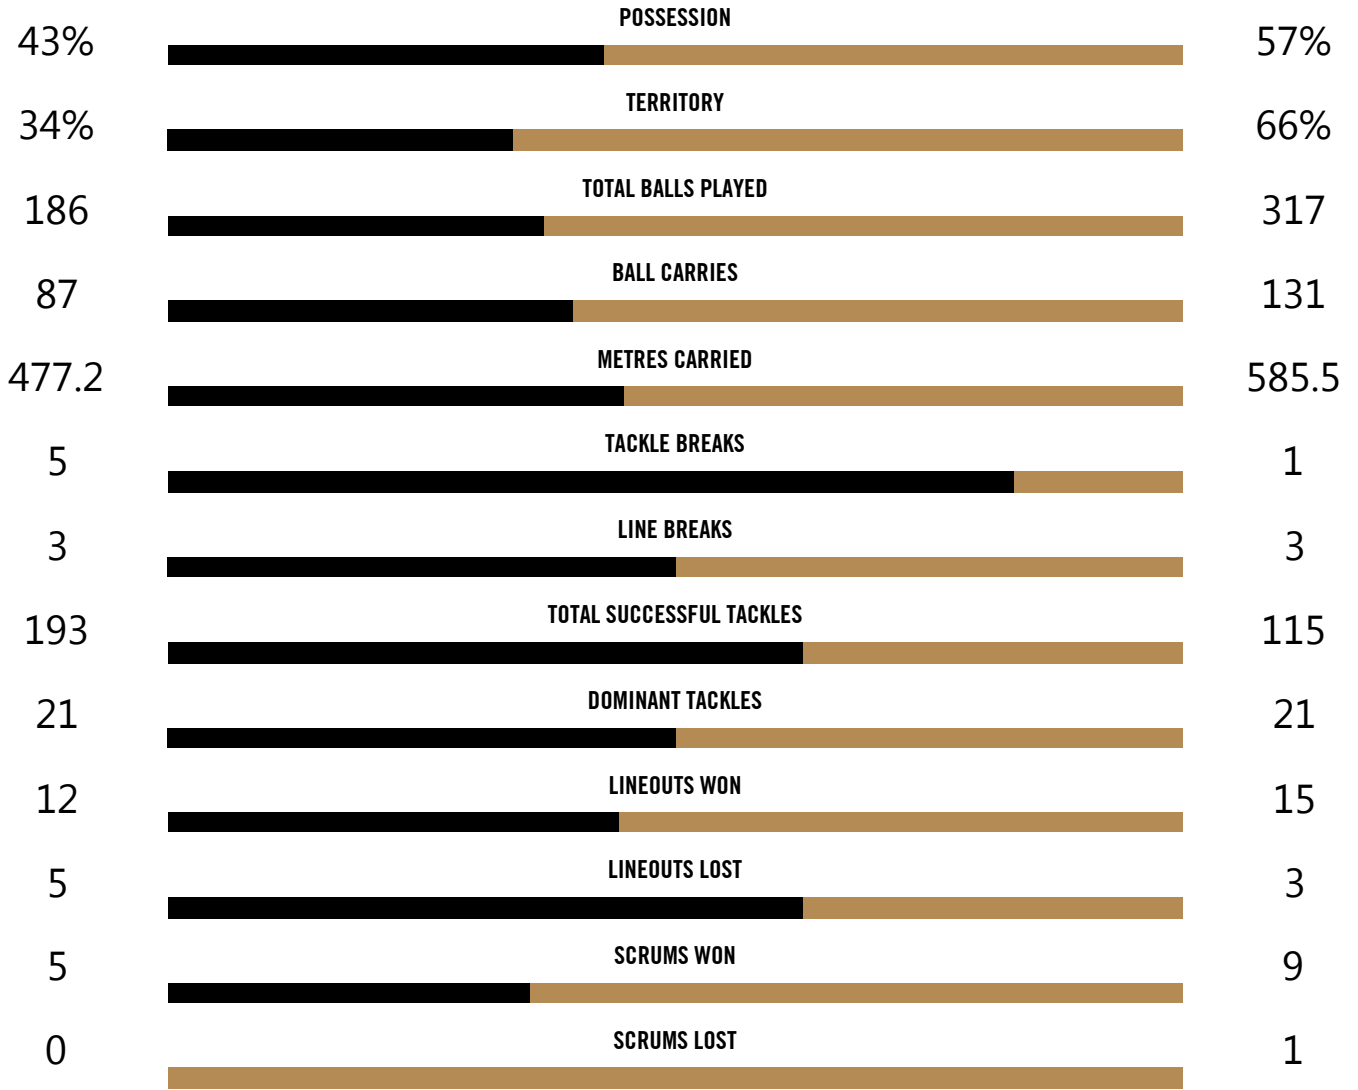 POSSESSION
43% 57%
TERRITORY
34% 66%
TOTAL BALLS PLAYED
186 317
BALL CARRIES
87 131
METRES CARRIED
477.2 585.5
TACKLE BREAKS
5 1
LINE BREAKS
3 3
TOTAL SUCCESSFUL TACKLES
193 115
DOMINANT TACKLES
21 21
LINEOUTS WON
12 15
LINEOUTS LOST
5 3
SCRUMS WON
5 9
SCRUMS LOST
0 1